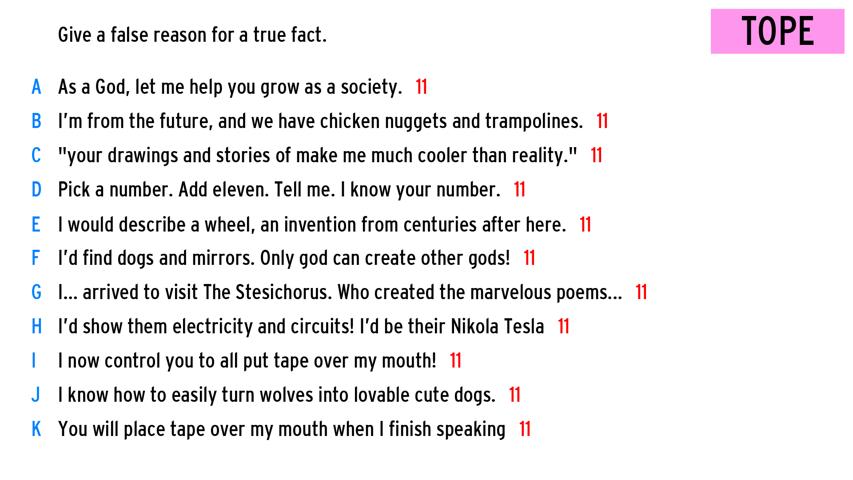 Give a false reason for a true fact.
TOPE
A As a God, let me help you grow as a society. 11
B I'm from the future, and we have chicken nuggets and trampolines. 11
C "your drawings and stories of make me much cooler than reality." 11
D Pick a number. Add eleven. Tell me. I know your number. 11
E I would describe a wheel, an invention from centuries after here. 11
F I'd find dogs and mirrors. Only god can create other gods! 11
G I... arrived to visit The Stesichorus. Who created the marvelous poems... 11
H I'd show them electricity and circuits! I'd be their Nikola Tesla 11
I I now control you to all put tape over my mouth! 11
J I know how to easily turn wolves into lovable cute dogs. 11
K You will place tape over my mouth when I finish speaking 11